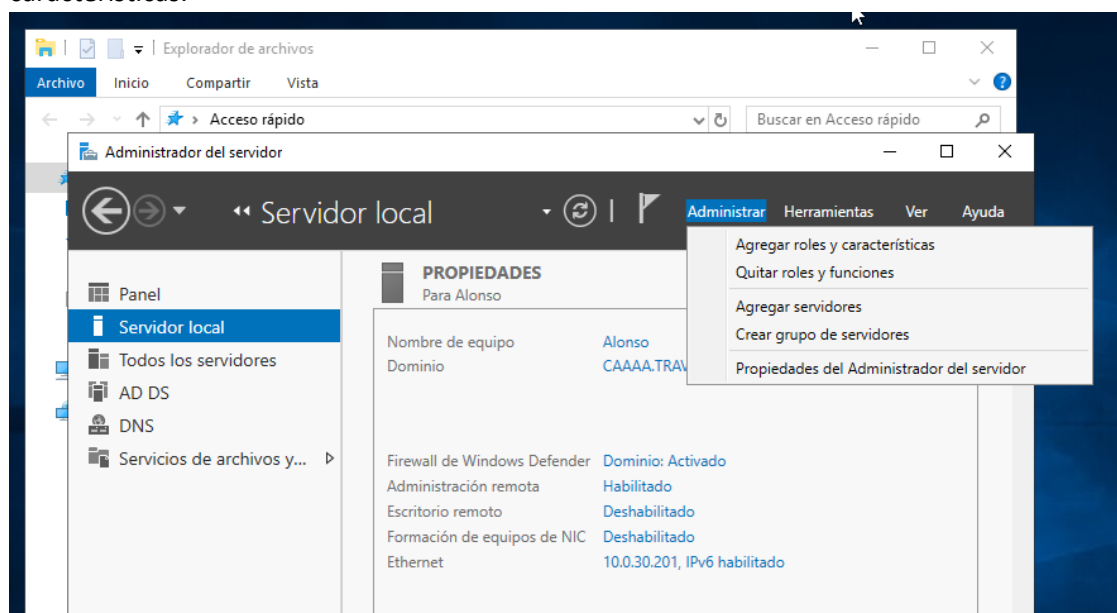 Explorador de archivos
Archivo Inicio Compartir Vista
Acceso rápido
Buscar en Acceso rápido
Administrador del servidor
Servidor local
Administrar Herramientas Ver Ayuda
Agregar roles y características
Quitar roles y funciones
Agregar servidores
Crear grupo de servidores
Propiedades del Administrador del servidor
Panel
Servidor local
Todos los servidores
AD DS
DNS
Servicios de archivos y...
PROPIEDADES
Para Alonso
Nombre de equipo Alonso
Dominio CAAAA.TRAV
Firewall de Windows Defender Dominio: Activado
Administración remota Habilitado
Escritorio remoto Deshabilitado
Formación de equipos de NIC Deshabilitado
Ethernet 10.0.30.201, IPv6 habilitado